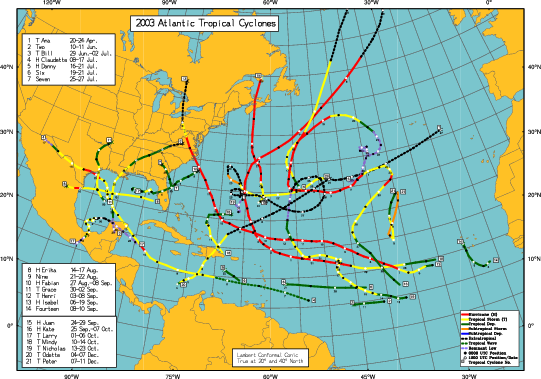 120°W 105°W 90°W 75°W 60°W 45°W 30°W 15°W 0°
2003 Atlantic Tropical Cyclones
1 T Ana 20-24 Apr.
2 Two 10-11 Jun.
3 T Bill 29 Jun.-02 Jul.
4 H Claudette 08-17 Jul.
5 H Danny 16-21 Jul.
6 Six 19-21 Jul.
7 Seven 25-27 Jul.
40°N 40°N
30°N 30°N
20°N 20°N
10°N 10°N
0° 0°
8 H Erika 14-17 Aug.
9 Nine 21-22 Aug.
10 H Fabian 27 Aug.-08 Sep.
11 T Grace 30-02 Sep.
12 T Henri 03-08 Sep.
13 H Isabel 06-19 Sep.
14 Fourteen 08-10 Sep.
15 H Juan 24-29 Sep.
16 H Kate 25 Sep.-07 Oct.
17 T Larry 01-06 Oct.
18 T Mindy 10-14 Oct.
19 T Nicholas 13-23 Oct.
20 T Odette 04-07 Dec.
21 T Peter 07-11 Dec.
Lambert Conformal Conic
True at 20° and 40° North
Hurricane (H)
Tropical Storm (T)
Tropical Dep.
Subtropical Storm
Subtropical Dep.
Extratropical
Tropical Wave
Remnant Low
0000 UTC Position
1200 UTC Position/Date
Tropical Cyclone No.
90°W 75°W 60°W 45°W 30°W